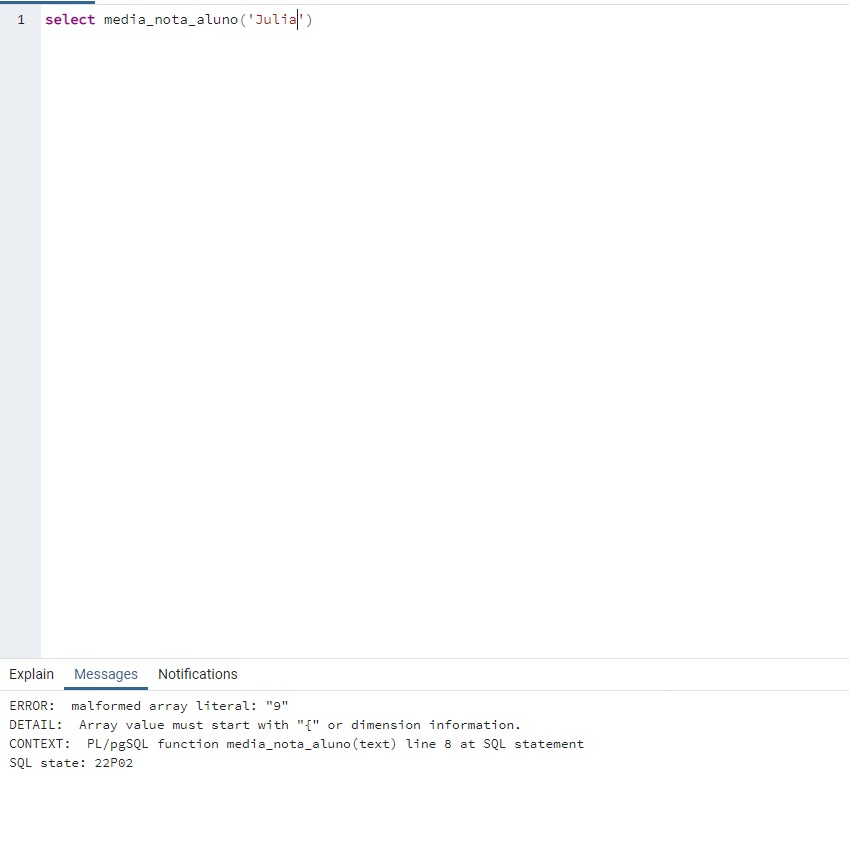 1 select media_nota_aluno('Julia')
Explain Messages Notifications
ERROR:  malformed array literal: "9"
DETAIL:  Array value must start with "{" or dimension information.
CONTEXT:  PL/pgSQL function media_nota_aluno(text) line 8 at SQL statement
SQL state: 22P02